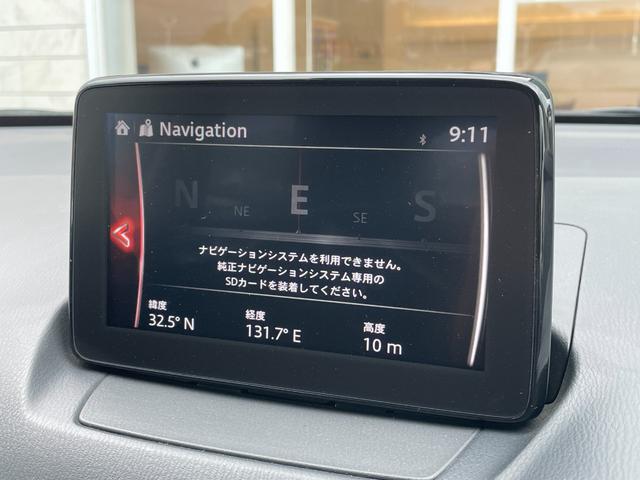 Navigation
9:11
N NE E SE S
ナビゲーションシステムを利用できません。
純正ナビゲーションシステム専用の
SDカードを装着してください。
緯度 経度 高度
32.5° N 131.7° E 10 m